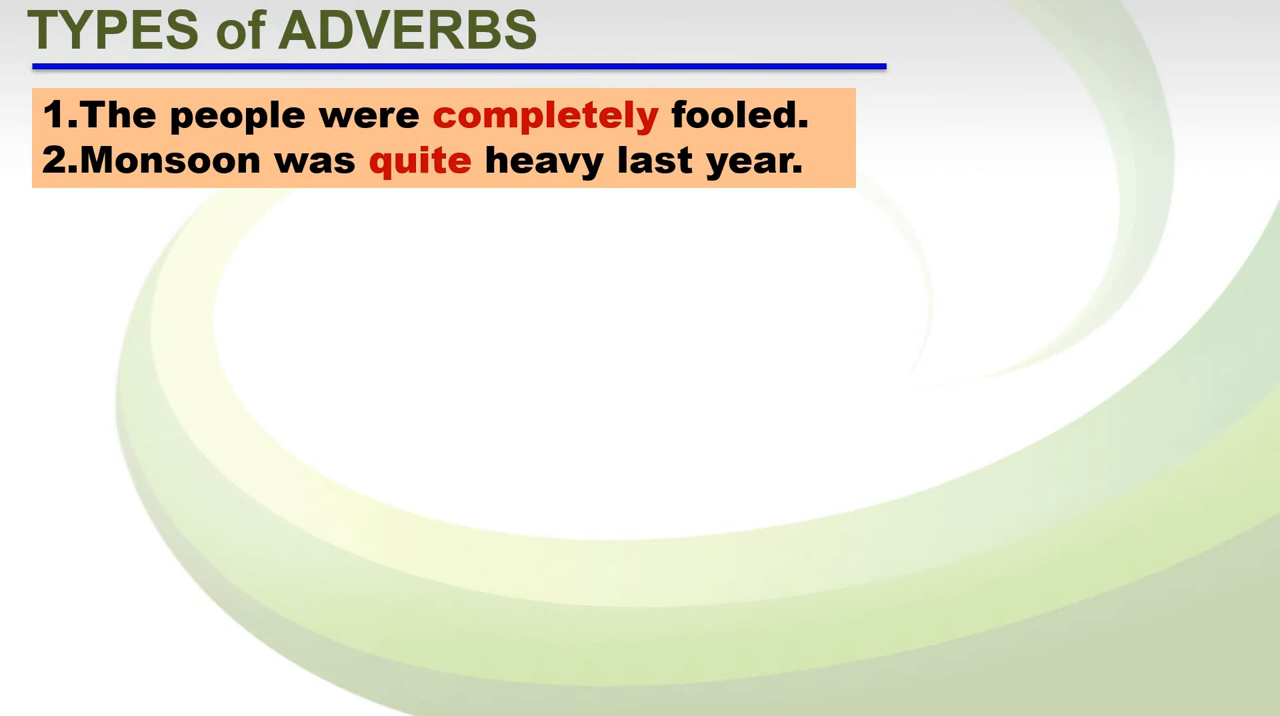 TYPES of ADVERBS
1.The people were completely fooled.
2.Monsoon was quite heavy last year.